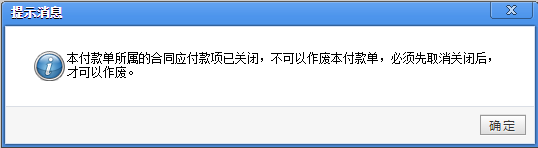 提示消息
本付款单所属的合同应付款项已关闭，不可以作废本付款单，必须先取消关闭后，
才可以作废。
确定